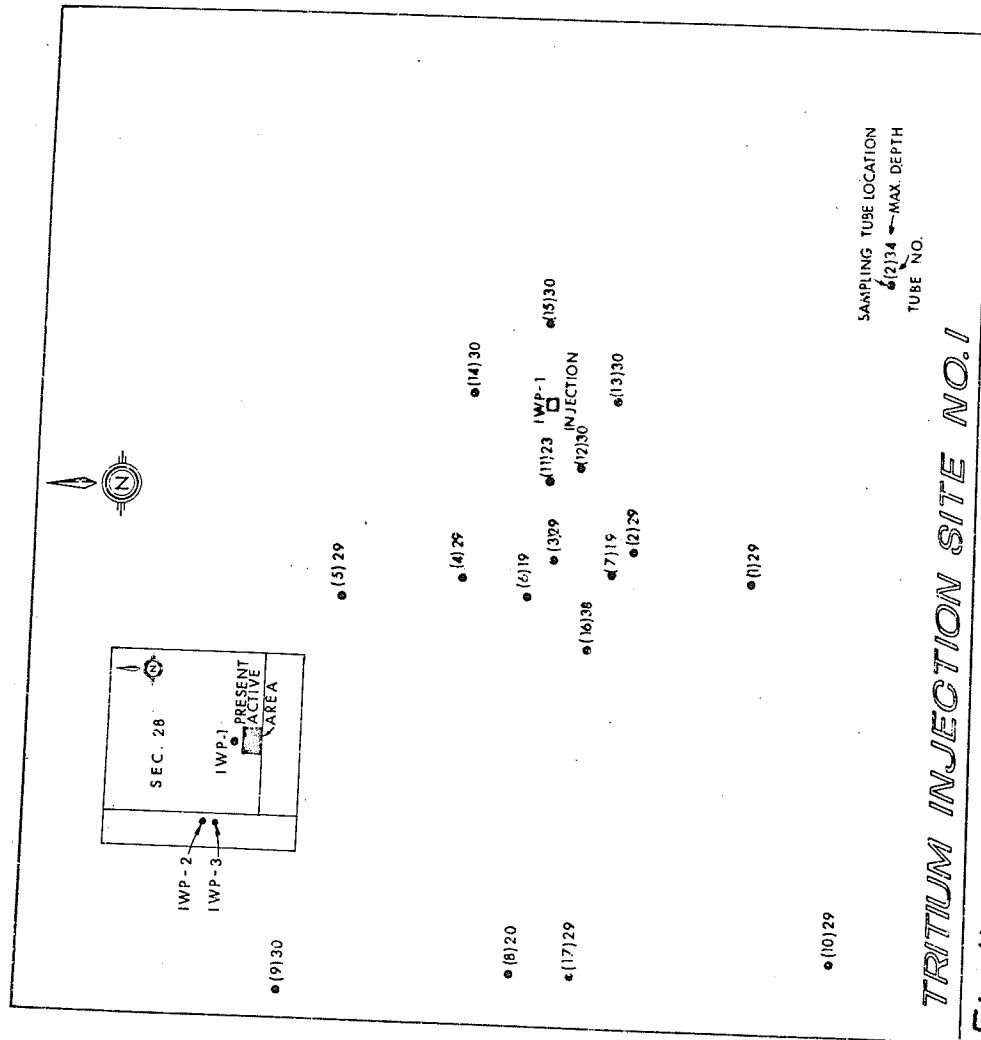 N
(5) 29
(4) 29
(6) 19
(3)29
(7) 19
(2) 29
(16)38
(1)29
(14) 30
(15)30
IWP-1
INJECTION
(11)23
(12)30
(13)30
(9)30
(8)20
(17)29
(10)29
SEC. 28
N
IWP-1
PRESENT
ACTIVE
AREA
IWP-2
IWP-3
SAMPLING TUBE LOCATION
(2)34 MAX. DEPTH
TUBE NO.
TRITIUM INJECTION SITE NO. 1